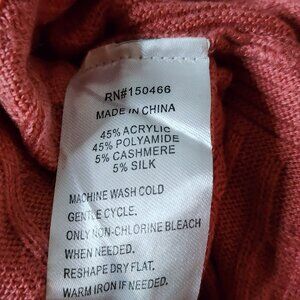 RN#150466
MADE IN CHINA
45% ACRYLIC
45% POLYAMIDE
5% CASHMERE
5% SILK
MACHINE WASH COLD
GENTLE CYCLE.
ONLY NON-CHLORINE BLEACH
WHEN NEEDED.
RESHAPE DRY FLAT.
WARM IRON IF NEEDED.